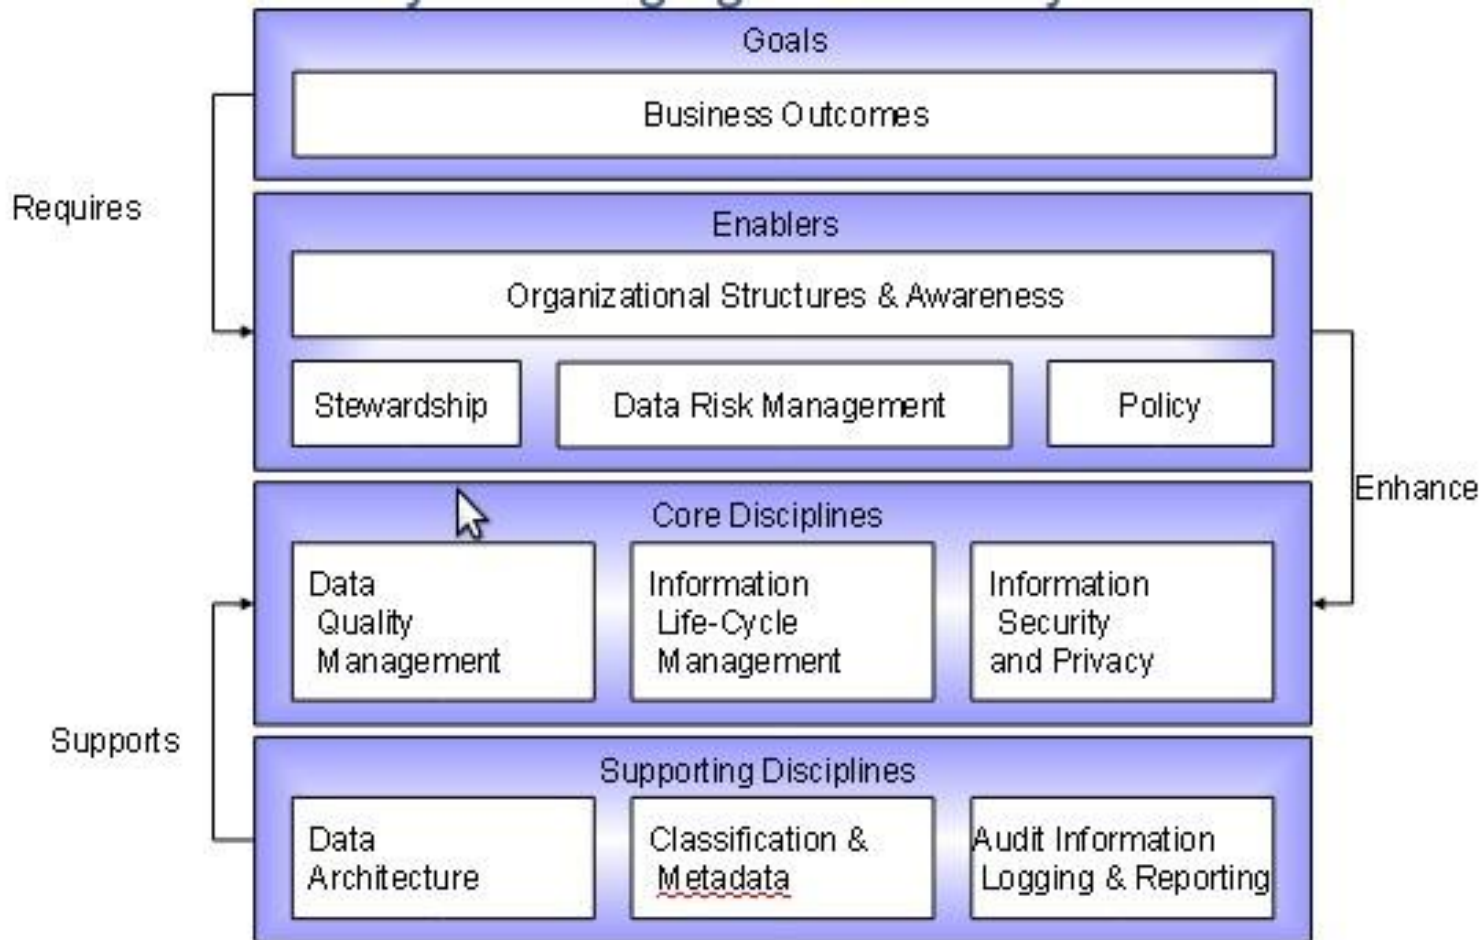 Goals
Business Outcomes
Requires
Enablers
Organizational Structures & Awareness
Stewardship
Data Risk Management
Policy
Enhance
Core Disciplines
Data
Quality
Management
Information
Life-Cycle
Management
Information
Security
and Privacy
Supports
Supporting Disciplines
Data
Architecture
Classification &
Metadata
Audit Information
Logging & Reporting